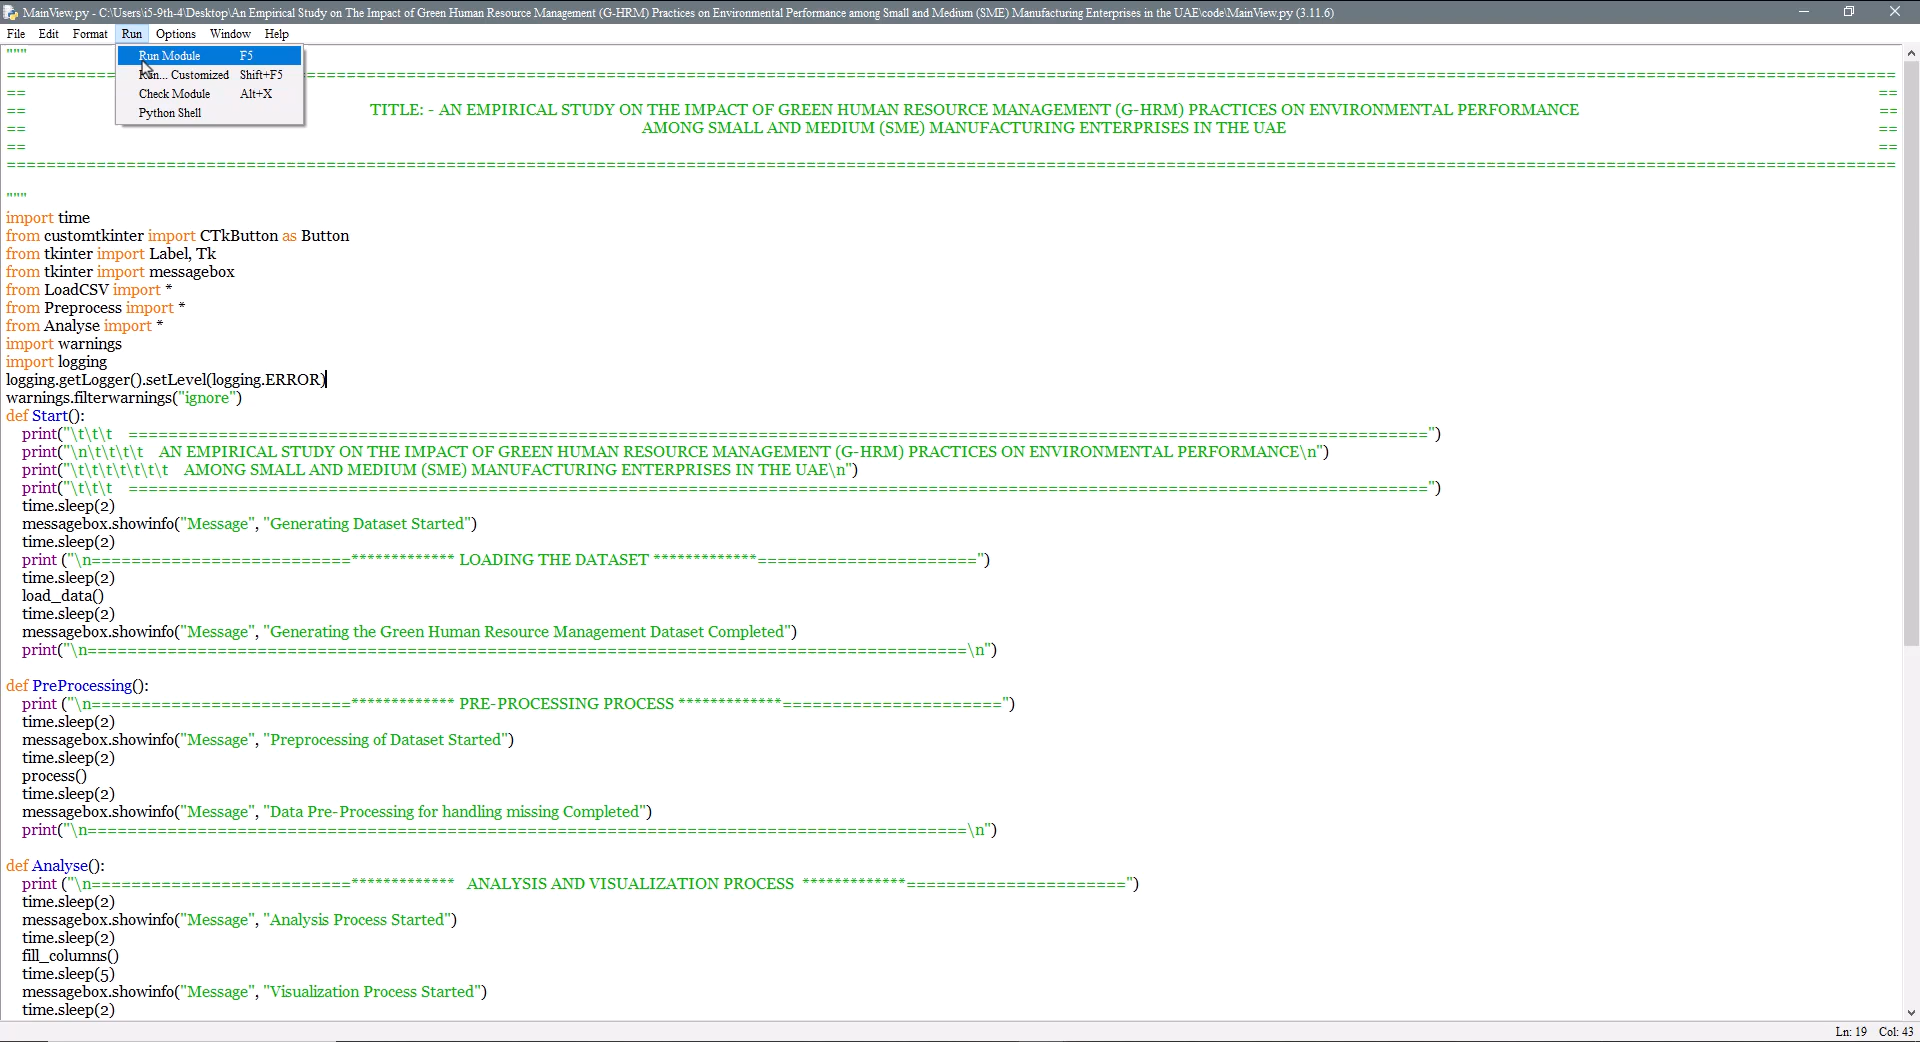 MainView.py - C:\Users\i5-9th-4\Desktop\An Empirical Study on The Impact of Green Human Resource Management (G-HRM) Practices on Environmental Performance among Small and Medium (SME) Manufacturing Enterprises in the UAE\code\MainView.py (3.11.6)
File Edit Format Run Options Window Help
Run Module F5
Run... Customized Shift+F5
Check Module Alt+X
Python Shell
"""
==========================================================================================
== ==
== TITLE: - AN EMPIRICAL STUDY ON THE IMPACT OF GREEN HUMAN RESOURCE MANAGEMENT (G-HRM) PRACTICES ON ENVIRONMENTAL PERFORMANCE ==
== AMONG SMALL AND MEDIUM (SME) MANUFACTURING ENTERPRISES IN THE UAE ==
== ==
==========================================================================================
"""
import time
from customtkinter import CTkButton as Button
from tkinter import Label, Tk
from tkinter import messagebox
from LoadCSV import *
from Preprocess import *
from Analyse import *
import warnings
import logging
logging.getLogger().setLevel(logging.ERROR)
warnings.filterwarnings("ignore")
def Start():
print("\t\t\t ==========================================================================================")
print("\n\t\t\t\t AN EMPIRICAL STUDY ON THE IMPACT OF GREEN HUMAN RESOURCE MANAGEMENT (G-HRM) PRACTICES ON ENVIRONMENTAL PERFORMANCE\n")
print("\t\t\t\t\t\t\t AMONG SMALL AND MEDIUM (SME) MANUFACTURING ENTERPRISES IN THE UAE\n")
print("\t\t\t ==========================================================================================")
time.sleep(2)
messagebox.showinfo("Message", "Generating Dataset Started")
time.sleep(2)
print ("\n==========================************* LOADING THE DATASET *************======================")
time.sleep(2)
load_data()
time.sleep(2)
messagebox.showinfo("Message", "Generating the Green Human Resource Management Dataset Completed")
print("\n========================================================================================\n")
def PreProcessing():
print ("\n==========================************* PRE-PROCESSING PROCESS *************======================")
time.sleep(2)
messagebox.showinfo("Message", "Preprocessing of Dataset Started")
time.sleep(2)
process()
time.sleep(2)
messagebox.showinfo("Message", "Data Pre-Processing for handling missing Completed")
print("\n========================================================================================\n")
def Analyse():
print ("\n==========================************* ANALYSIS AND VISUALIZATION PROCESS *************======================")
time.sleep(2)
messagebox.showinfo("Message", "Analysis Process Started")
time.sleep(2)
fill_columns()
time.sleep(5)
messagebox.showinfo("Message", "Visualization Process Started")
time.sleep(2)
Ln: 19 Col: 43